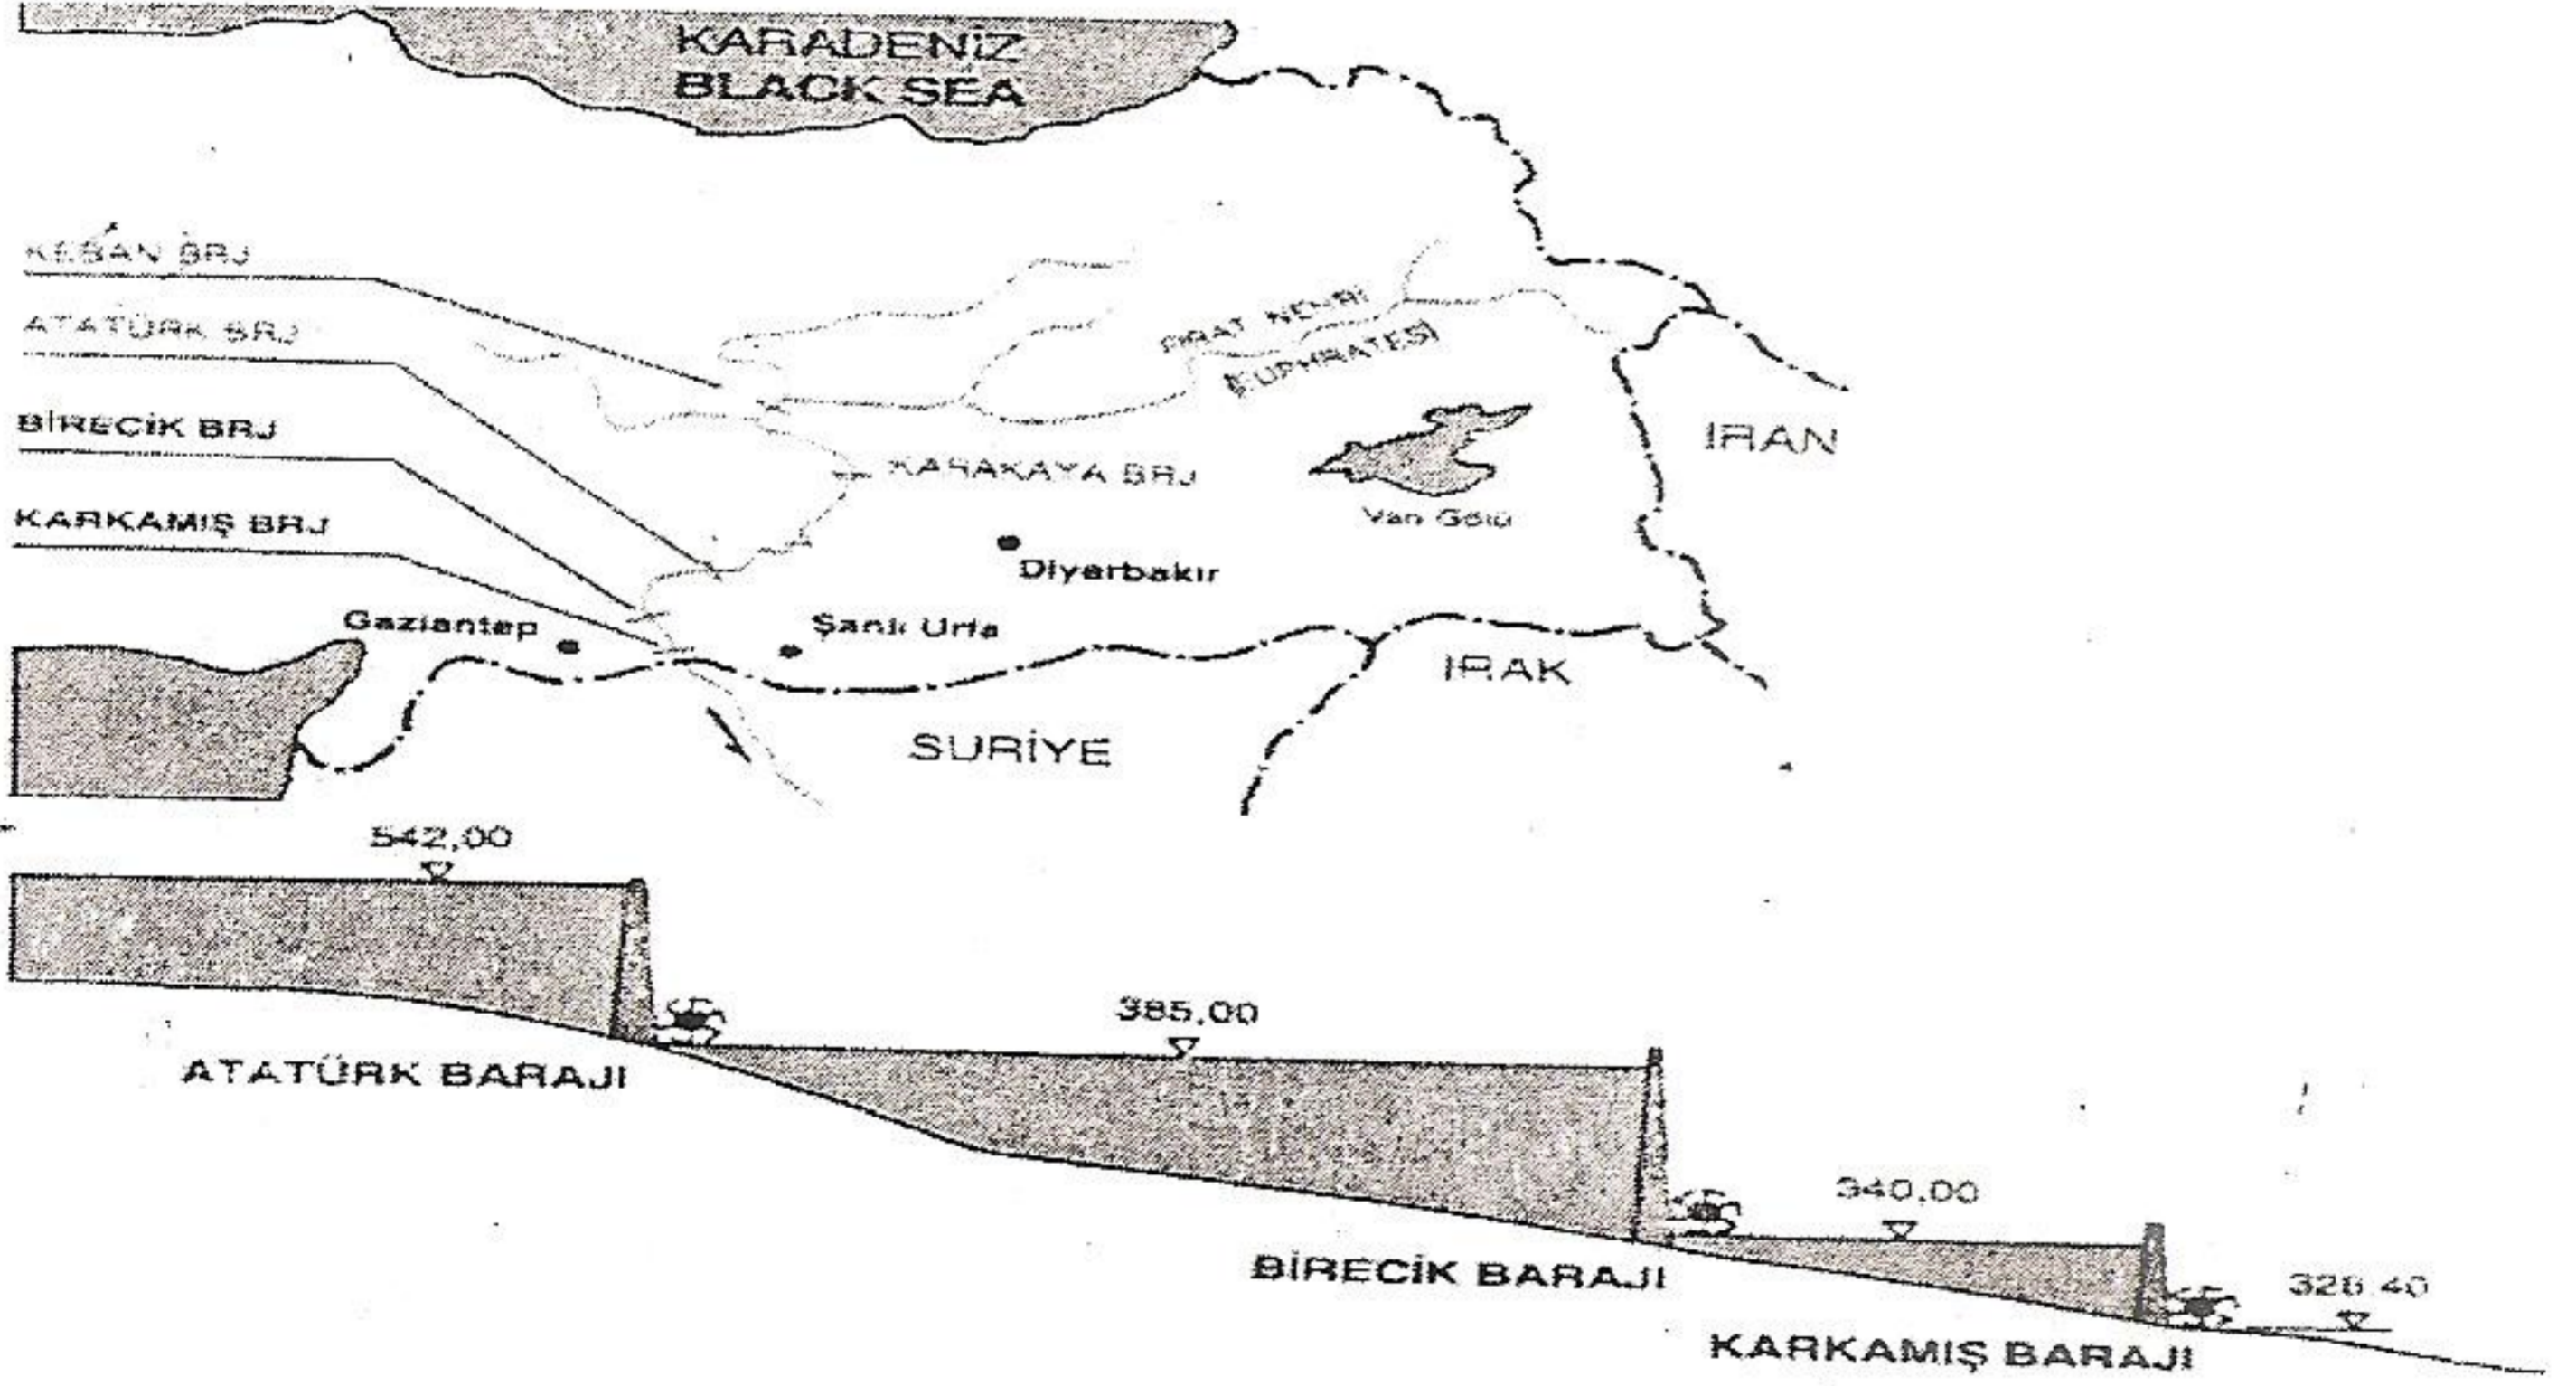 KARADENİZ
BLACK SEA
KEBAN BRJ
ATATÜRK BRJ
BİRECİK BRJ
KARKAMIŞ BRJ
FIRAT NEHRİ
(EUPHRATES)
KARAKAYA BRJ
IRAN
Van Gölü
Diyarbakır
Gaziantep
Şanlı Urfa
IRAK
SURİYE
542,00
ATATÜRK BARAJI
385,00
BİRECİK BARAJI
340,00
KARKAMIŞ BARAJI